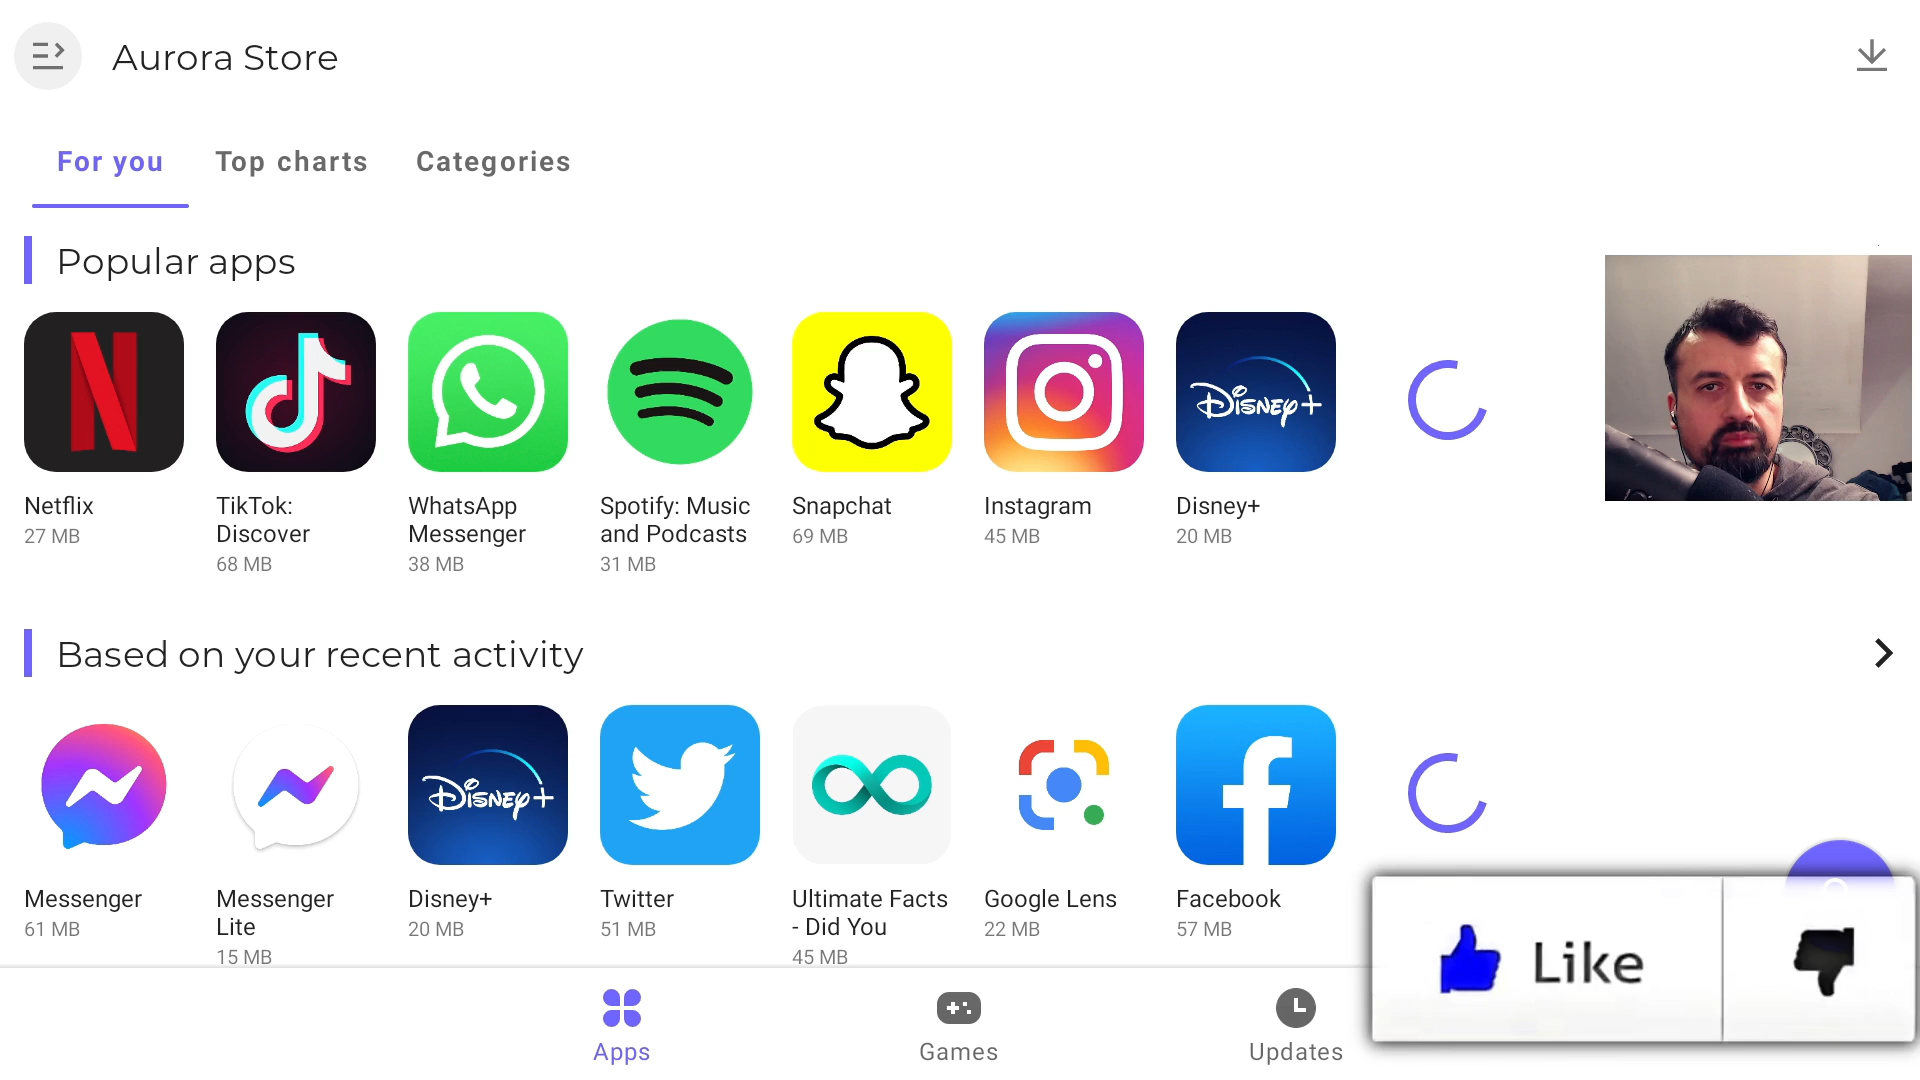 Aurora Store
For you Top charts Categories
Popular apps
DISNEY+
Netflix
27 MB
TikTok:
Discover
68 MB
WhatsApp
Messenger
38 MB
Spotify: Music
and Podcasts
31 MB
Snapchat
69 MB
Instagram
45 MB
Disney+
20 MB
Based on your recent activity
DISNEY+
Messenger
61 MB
Messenger
Lite
15 MB
Disney+
20 MB
Twitter
51 MB
Ultimate Facts
- Did You
45 MB
Google Lens
22 MB
Facebook
57 MB
Like
Apps
Games
Updates